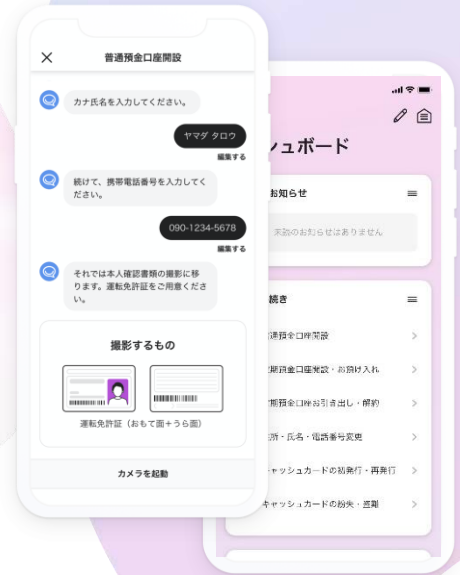 普通預金口座開設
カナ氏名を入力してください。
ヤマダ タロウ
編集する
続けて、携帯電話番号を入力してく
ださい。
090-1234-5678
編集する
それでは本人確認書類の撮影に移
ります。運転免許証をご用意くださ
い。
撮影するもの
運転免許証（おもて面＋うら面）
カメラを起動
シュボード
お知らせ
未読のお知らせはありません
続き
通預金口座開設
期預金口座開設・お預け入れ
期預金口座お引き出し・解約
所・氏名・電話番号変更
ャッシュカードの初発行・再発行
キャッシュカードの紛失・盗難